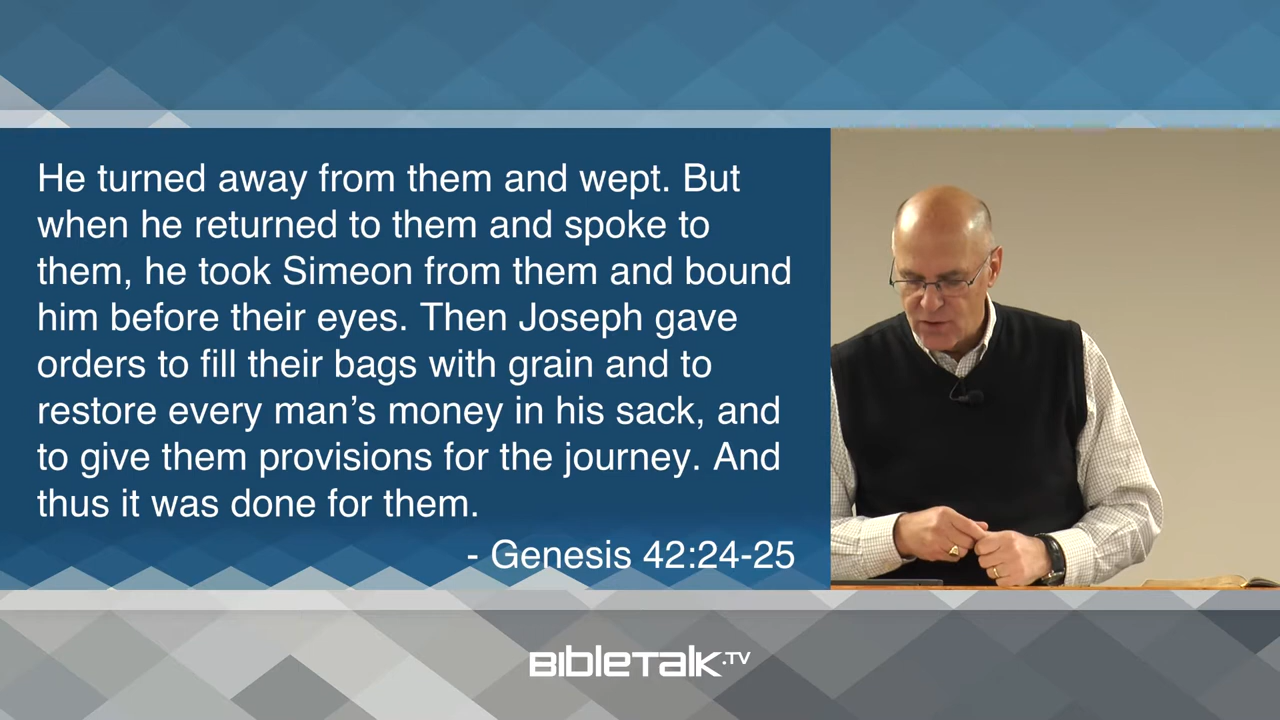 He turned away from them and wept. But
when he returned to them and spoke to
them, he took Simeon from them and bound
him before their eyes. Then Joseph gave
orders to fill their bags with grain and to
restore every man’s money in his sack, and
to give them provisions for the journey. And
thus it was done for them.
- Genesis 42:24-25
BIBLETALK.TV